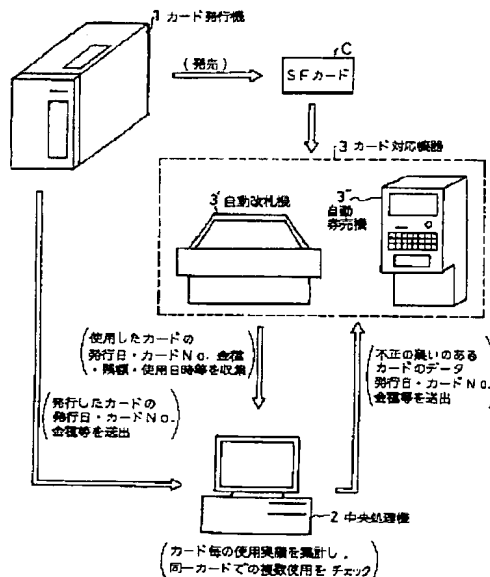 1 カード発行機
(発売)
C
SFカード
3 カード対応機器
3' 自動改札機
3"
自動
券売機
使用したカードの
発行日・カードNo. 金種
・残額・使用日時等を収集
不正の疑いのある
カードのデータ
発行日・カードNo.
金種等を送出
発行したカードの
発行日・カードNo.
金種等を送出
2 中央処理機
カード毎の使用実績を集計し、
同一カードでの複数使用をチェック